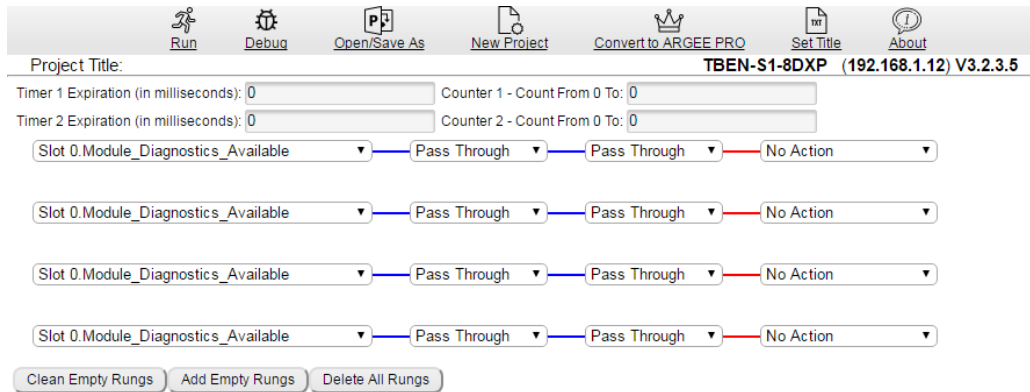 Run Debug Open/Save As New Project Convert to ARGEE PRO Set Title About
Project Title: TBEN-S1-8DXP (192.168.1.12) V3.2.3.5
Timer 1 Expiration (in milliseconds): 0 Counter 1 - Count From 0 To: 0
Timer 2 Expiration (in milliseconds): 0 Counter 2 - Count From 0 To: 0
Slot 0.Module_Diagnostics_Available Pass Through Pass Through No Action
Slot 0.Module_Diagnostics_Available Pass Through Pass Through No Action
Slot 0.Module_Diagnostics_Available Pass Through Pass Through No Action
Slot 0.Module_Diagnostics_Available Pass Through Pass Through No Action
Clean Empty Rungs Add Empty Rungs Delete All Rungs